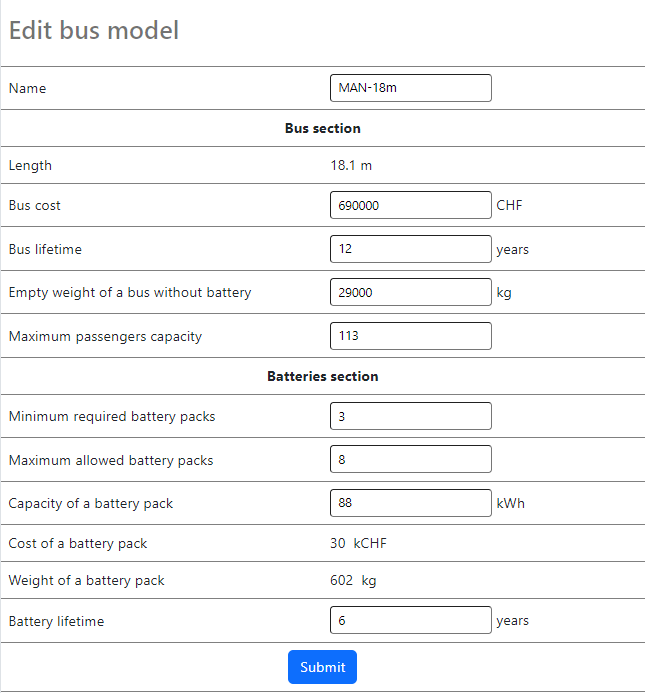 Edit bus model
Name MAN-18m
Bus section
Length 18.1 m
Bus cost 690000 CHF
Bus lifetime 12 years
Empty weight of a bus without battery 29000 kg
Maximum passengers capacity 113
Batteries section
Minimum required battery packs 3
Maximum allowed battery packs 8
Capacity of a battery pack 88 kWh
Cost of a battery pack 30 kCHF
Weight of a battery pack 602 kg
Battery lifetime 6 years
Submit